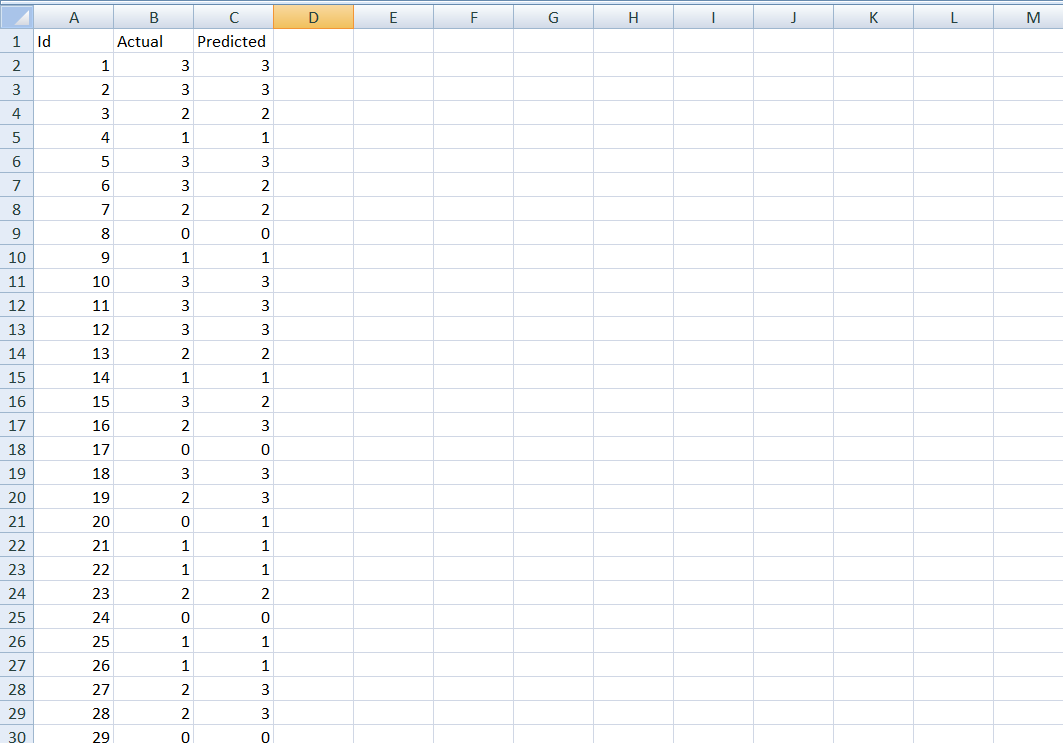 A B C D E F G H I J K L M
1 Id Actual Predicted
2 1 3 3
3 2 3 3
4 3 2 2
5 4 1 1
6 5 3 3
7 6 3 2
8 7 2 2
9 8 0 0
10 9 1 1
11 10 3 3
12 11 3 3
13 12 3 3
14 13 2 2
15 14 1 1
16 15 3 2
17 16 2 3
18 17 0 0
19 18 3 3
20 19 2 3
21 20 0 1
22 21 1 1
23 22 1 1
24 23 2 2
25 24 0 0
26 25 1 1
27 26 1 1
28 27 2 3
29 28 2 3
30 29 0 0